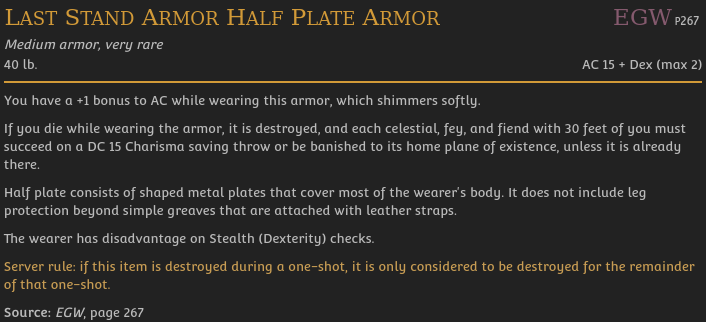 Last Stand Armor Half Plate Armor EGW P267
Medium armor, very rare
40 lb. AC 15 + Dex (max 2)
You have a +1 bonus to AC while wearing this armor, which shimmers softly.
If you die while wearing the armor, it is destroyed, and each celestial, fey, and fiend with 30 feet of you must
succeed on a DC 15 Charisma saving throw or be banished to its home plane of existence, unless it is already
there.
Half plate consists of shaped metal plates that cover most of the wearer's body. It does not include leg
protection beyond simple greaves that are attached with leather straps.
The wearer has disadvantage on Stealth (Dexterity) checks.
Server rule: if this item is destroyed during a one-shot, it is only considered to be destroyed for the remainder
of that one-shot.
Source: EGW, page 267